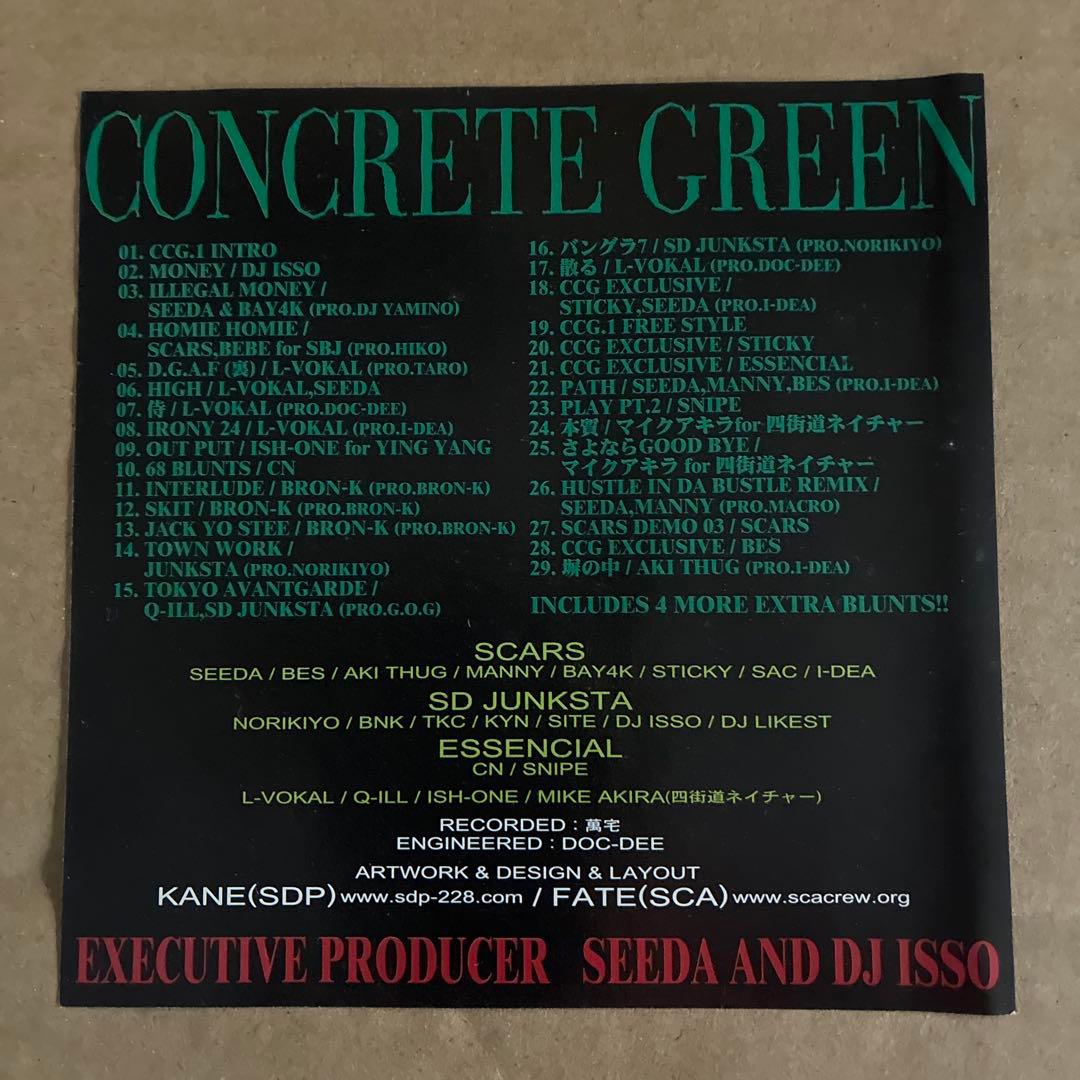 CONCRETE GREEN
01. CCG.1 INTRO
02. MONEY / DJ ISSO
03. ILLEGAL MONEY /
SEEDA & BAY4K (PRO.DJ YAMINO)
04. HOMIE HOMIE /
SCARS,BEBE for SBJ (PRO.HIKO)
05. D.G.A.F (裏) / L-VOKAL (PRO.TARO)
06. HIGH / L-VOKAL,SEEDA
07. 侍 / L-VOKAL (PRO.DOC-DEE)
08. IRONY 24 / L-VOKAL (PRO.I-DEA)
09. OUT PUT / ISH-ONE for YING YANG
10. 68 BLUNTS / CN
11. INTERLUDE / BRON-K (PRO.BRON-K)
12. SKIT / BRON-K (PRO.BRON-K)
13. JACK YO STEE / BRON-K (PRO.BRON-K)
14. TOWN WORK /
JUNKSTA (PRO.NORIKIYO)
15. TOKYO AVANTGARDE /
Q-ILL,SD JUNKSTA (PRO.G.O.G)
16. バングラ7 / SD JUNKSTA (PRO.NORIKIYO)
17. 散る / L-VOKAL (PRO.DOC-DEE)
18. CCG EXCLUSIVE /
STICKY,SEEDA (PRO.I-DEA)
19. CCG.1 FREE STYLE
20. CCG EXCLUSIVE / STICKY
21. CCG EXCLUSIVE / ESSENCIAL
22. PATH / SEEDA,MANNY,BES (PRO.I-DEA)
23. PLAY PT.2 / SNIPE
24. 本質 / マイクアキラfor 四街道ネイチャー
25. さよならGOOD BYE /
マイクアキラ for 四街道ネイチャー
26. HUSTLE IN DA BUSTLE REMIX /
SEEDA,MANNY (PRO.MACRO)
27. SCARS DEMO 03 / SCARS
28. CCG EXCLUSIVE / BES
29. 塀の中 / AKI THUG (PRO.I-DEA)
INCLUDES 4 MORE EXTRA BLUNTS!!
SCARS
SEEDA / BES / AKI THUG / MANNY / BAY4K / STICKY / SAC / I-DEA
SD JUNKSTA
NORIKIYO / BNK / TKC / KYN / SITE / DJ ISSO / DJ LIKEST
ESSENCIAL
CN / SNIPE
L-VOKAL / Q-ILL / ISH-ONE / MIKE AKIRA(四街道ネイチャー)
RECORDED : 萬宅
ENGINEERED : DOC-DEE
ARTWORK & DESIGN & LAYOUT
KANE(SDP) www.sdp-228.com / FATE(SCA) www.scacrew.org
EXECUTIVE PRODUCER SEEDA AND DJ ISSO